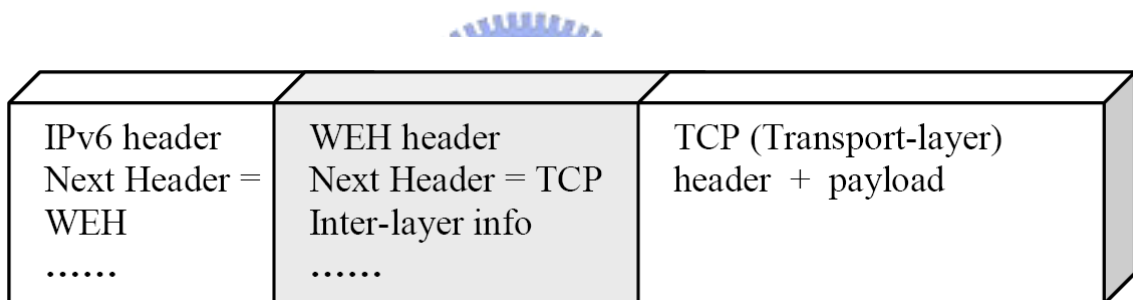 IPv6 header
Next Header =
WEH
......
WEH header
Next Header = TCP
Inter-layer info
......
TCP (Transport-layer)
header + payload